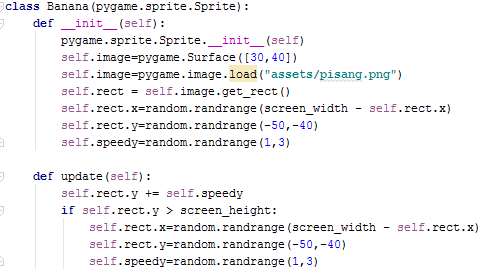 class Banana(pygame.sprite.Sprite):
    def __init__(self):
        pygame.sprite.Sprite.__init__(self)
        self.image=pygame.Surface([30,40])
        self.image=pygame.image.load("assets/pisang.png")
        self.rect = self.image.get_rect()
        self.rect.x=random.randrange(screen_width - self.rect.x)
        self.rect.y=random.randrange(-50,-40)
        self.speedy=random.randrange(1,3)

    def update(self):
        self.rect.y += self.speedy
        if self.rect.y > screen_height:
            self.rect.x=random.randrange(screen_width - self.rect.x)
            self.rect.y=random.randrange(-50,-40)
            self.speedy=random.randrange(1,3)